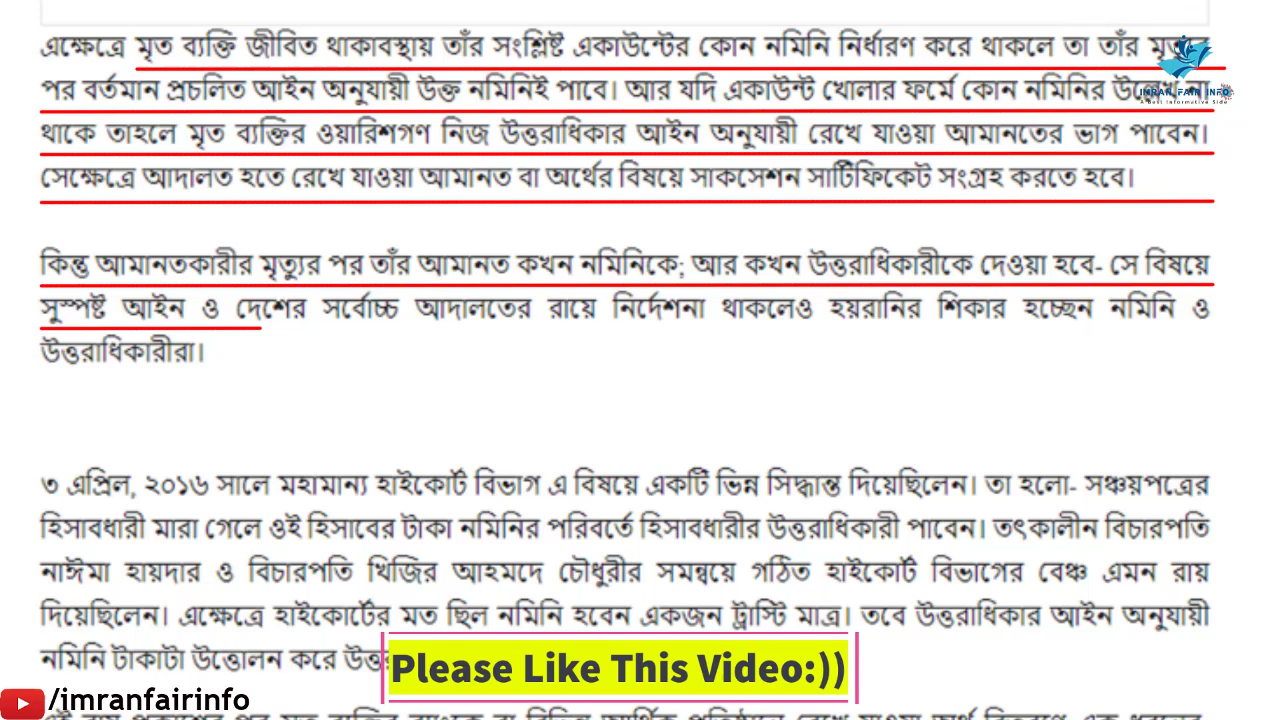 এক্ষেত্রে মৃত ব্যক্তি জীবিত থাকাবস্থায় তাঁর সংশ্লিষ্ট একাউন্টের কোন নমিনি নির্ধারণ করে থাকলে তা তাঁর
IMRAN FAIR INFO
A Best Informative Side
পর বর্তমান প্রচলিত আইন অনুযায়ী উক্ত নমিনিই পাবে। আর যদি একাউন্ট খোলার ফর্মে কোন নমিনির
থাকে তাহলে মৃত ব্যক্তির ওয়ারিশগণ নিজ উত্তরাধিকার আইন অনুযায়ী রেখে যাওয়া আমানতের ভাগ পাবেন।
সেক্ষেত্রে আদালত হতে রেখে যাওয়া আমানত বা অর্থের বিষয়ে সাকসেশন সার্টিফিকেট সংগ্রহ করতে হবে।
কিন্তু আমানতকারীর মৃত্যুর পর তাঁর আমানত কখন নমিনিকে; আর কখন উত্তরাধিকারীকে দেওয়া হবে- সে বিষয়ে
সুস্পষ্ট আইন ও দেশের সর্বোচ্চ আদালতের রায়ে নির্দেশনা থাকলেও হয়রানির শিকার হচ্ছেন নমিনি ও
উত্তরাধিকারীরা।
৩ এপ্রিল, ২০১৬ সালে মহামান্য হাইকোর্ট বিভাগ এ বিষয়ে একটি ভিন্ন সিদ্ধান্ত দিয়েছিলেন। তা হলো- সঞ্চয়পত্রের
হিসাবধারী মারা গেলে ওই হিসাবের টাকা নমিনির পরিবর্তে হিসাবধারীর উত্তরাধিকারী পাবেন। তৎকালীন বিচারপতি
নাঈমা হায়দার ও বিচারপতি খিজির আহমদে চৌধুরীর সমন্বয়ে গঠিত হাইকোর্ট বিভাগের বেঞ্চ এমন রায়
দিয়েছিলেন। এক্ষেত্রে হাইকোর্টের মত ছিল নমিনি হবেন একজন ট্রাস্টি মাত্র। তবে উত্তরাধিকার আইন অনুযায়ী
নমিনি টাকাটা উত্তোলন করে
Please Like This Video:))
/imranfairinfo